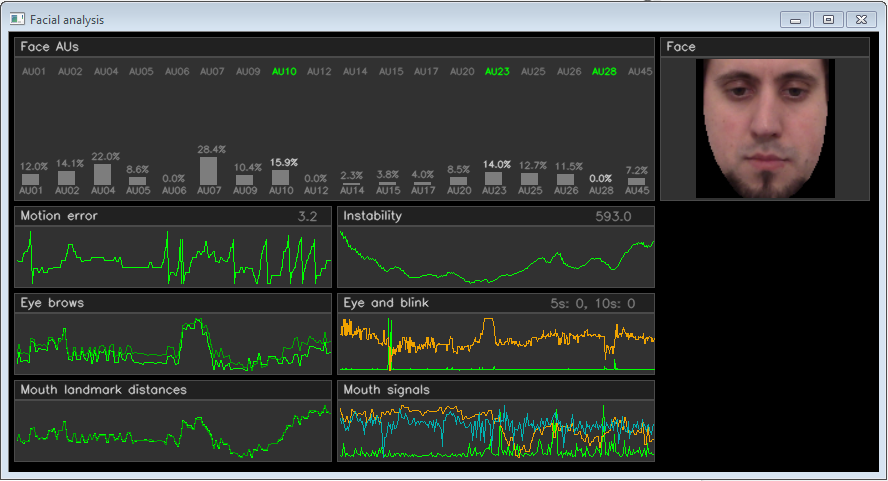 Facial analysis
Face AUs
AU01 AU02 AU04 AU05 AU06 AU07 AU09 AU10 AU12 AU14 AU15 AU17 AU20 AU23 AU25 AU26 AU28 AU45
12.0% 14.1% 22.0% 8.6% 0.0% 28.4% 10.4% 15.9% 0.0% 2.3% 3.8% 4.0% 8.5% 14.0% 12.7% 11.5% 0.0% 7.2%
AU01 AU02 AU04 AU05 AU06 AU07 AU09 AU10 AU12 AU14 AU15 AU17 AU20 AU23 AU25 AU26 AU28 AU45
Face
Motion error 3.2
Instability 593.0
Eye brows
Eye and blink 5s: 0, 10s: 0
Mouth landmark distances
Mouth signals